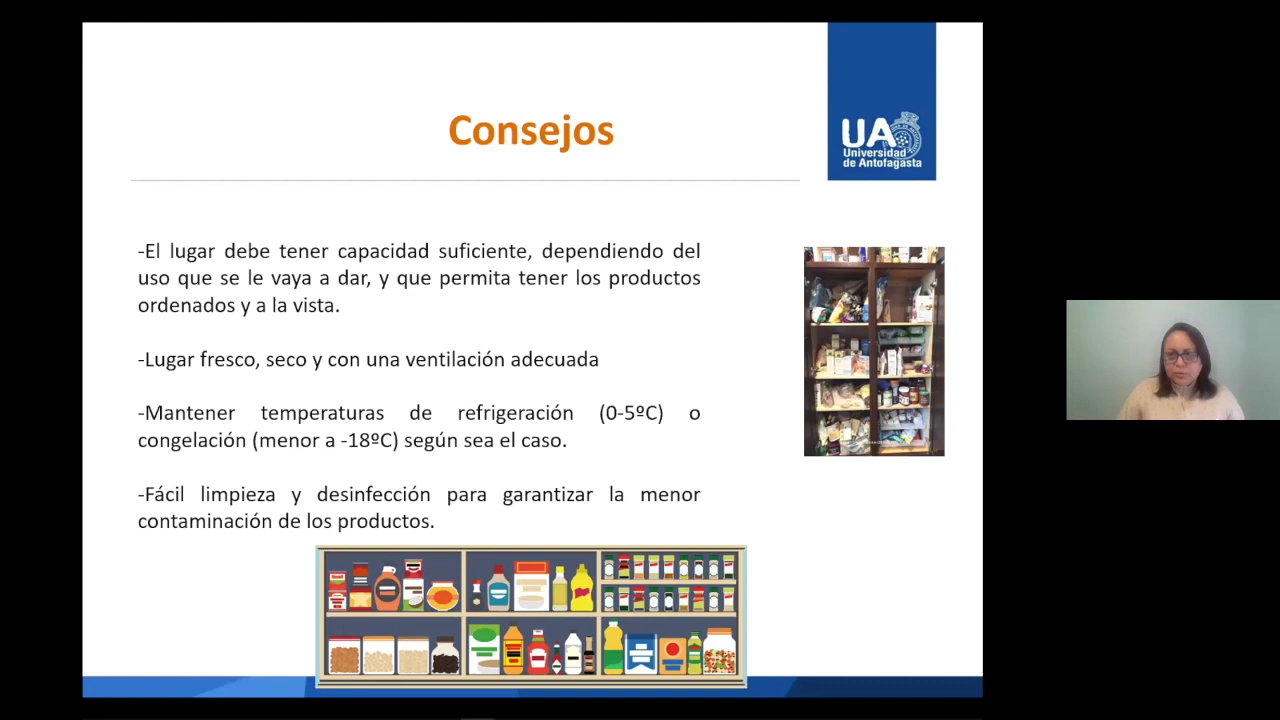 Consejos
UA
Universidad
de Antofagasta
-El lugar debe tener capacidad suficiente, dependiendo del
uso que se le vaya a dar, y que permita tener los productos
ordenados y a la vista.
-Lugar fresco, seco y con una ventilación adecuada
-Mantener temperaturas de refrigeración (0-5ºC) o
congelación (menor a -18ºC) según sea el caso.
-Fácil limpieza y desinfección para garantizar la menor
contaminación de los productos.